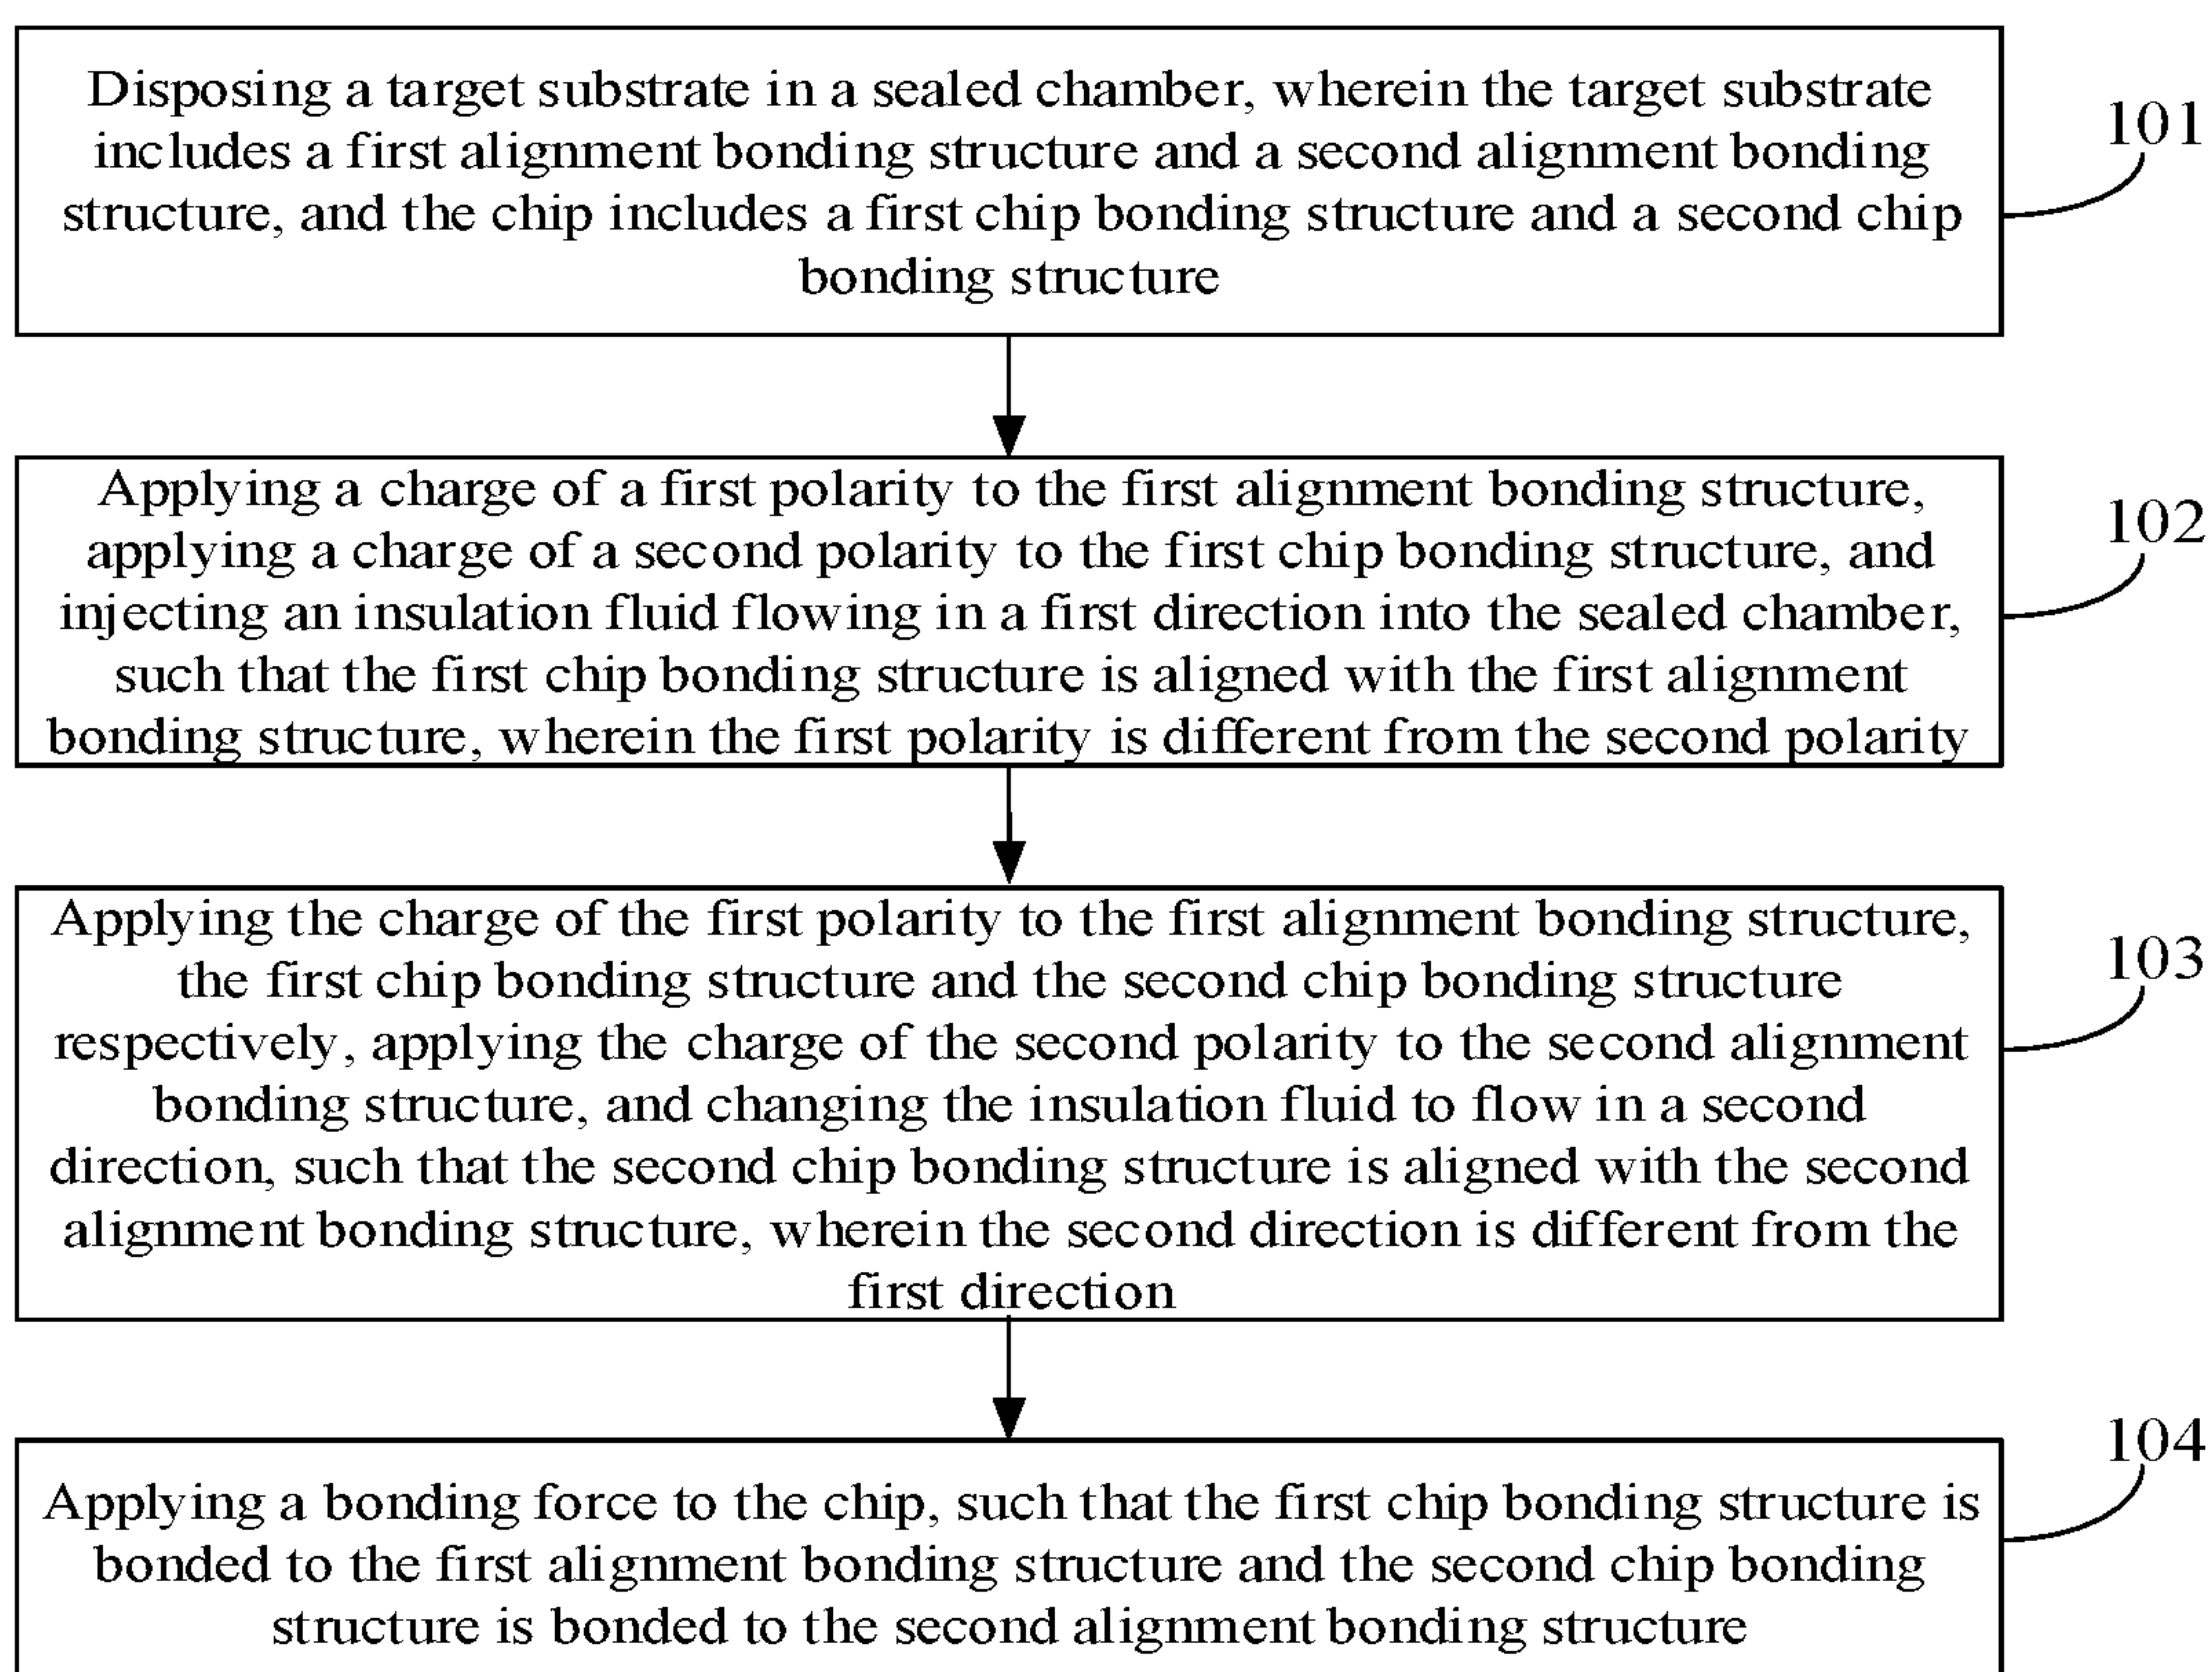 Disposing a target substrate in a sealed chamber, wherein the target substrate
includes a first alignment bonding structure and a second alignment bonding
structure, and the chip includes a first chip bonding structure and a second chip
bonding structure
101
Applying a charge of a first polarity to the first alignment bonding structure,
applying a charge of a second polarity to the first chip bonding structure, and
injecting an insulation fluid flowing in a first direction into the sealed chamber,
such that the first chip bonding structure is aligned with the first alignment
bonding structure, wherein the first polarity is different from the second polarity
102
Applying the charge of the first polarity to the first alignment bonding structure,
the first chip bonding structure and the second chip bonding structure
respectively, applying the charge of the second polarity to the second alignment
bonding structure, and changing the insulation fluid to flow in a second
direction, such that the second chip bonding structure is aligned with the second
alignment bonding structure, wherein the second direction is different from the
first direction
103
Applying a bonding force to the chip, such that the first chip bonding structure is
bonded to the first alignment bonding structure and the second chip bonding
structure is bonded to the second alignment bonding structure
104